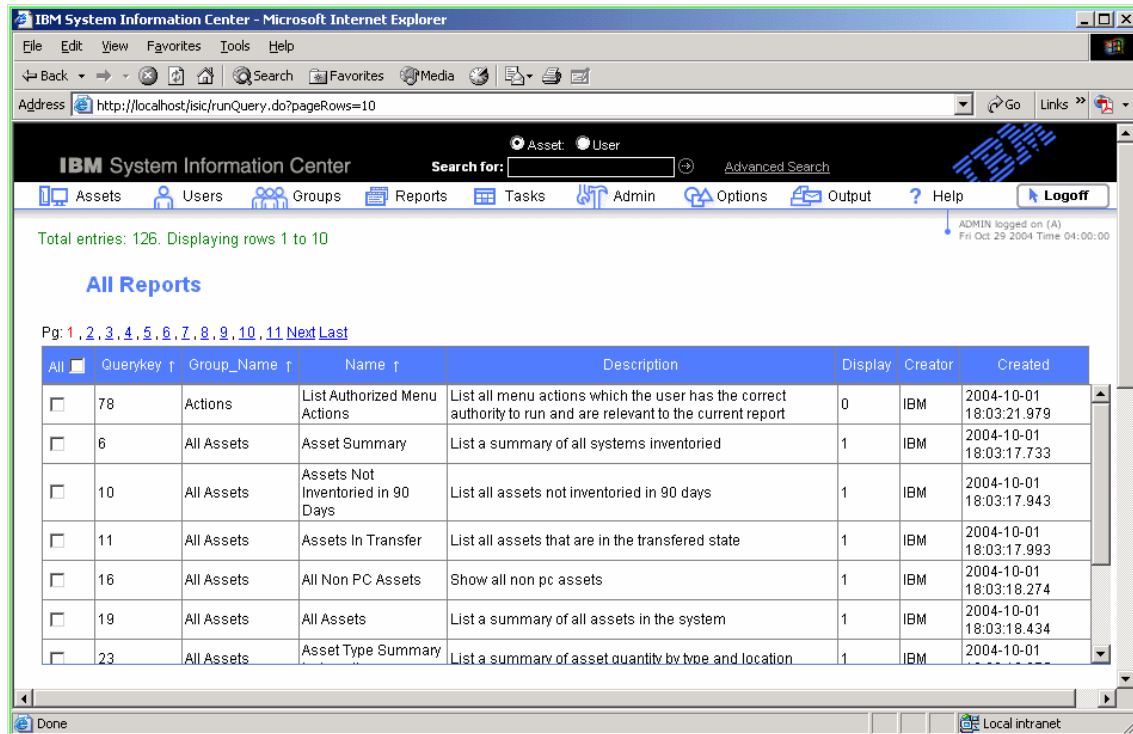 IBM System Information Center - Microsoft Internet Explorer
File Edit View Favorites Tools Help
Back Search Favorites Media
Address http://localhost/isic/runQuery.do?pageRows=10 Go Links »
Asset User
IBM System Information Center Search for: Advanced Search IBM
Assets Users Groups Reports Tasks Admin Options Output ? Help Logoff
ADMIN logged on (A)
Fri Oct 29 2004 Time 04:00:00
Total entries: 126. Displaying rows 1 to 10
All Reports
Pg: 1 , 2 , 3 , 4 , 5 , 6 , 7 , 8 , 9 , 10 , 11 Next Last
All Querykey ↑ Group_Name ↑ Name ↑ Description Display Creator Created
78 Actions List Authorized Menu Actions List all menu actions which the user has the correct authority to run and are relevant to the current report 0 IBM 2004-10-01 18:03:21.979
6 All Assets Asset Summary List a summary of all systems inventoried 1 IBM 2004-10-01 18:03:17.733
10 All Assets Assets Not Inventoried in 90 Days List all assets not inventoried in 90 days 1 IBM 2004-10-01 18:03:17.943
11 All Assets Assets In Transfer List all assets that are in the transfered state 1 IBM 2004-10-01 18:03:17.993
16 All Assets All Non PC Assets Show all non pc assets 1 IBM 2004-10-01 18:03:18.274
19 All Assets All Assets List a summary of all assets in the system 1 IBM 2004-10-01 18:03:18.434
23 All Assets Asset Type Summary List a summary of asset quantity by type and location 1 IBM 2004-10-01
Done Local intranet